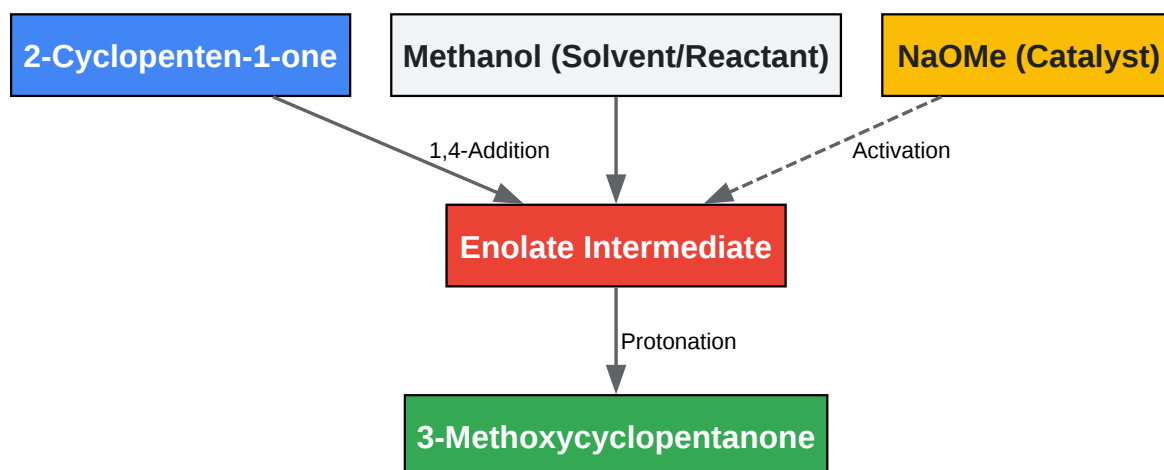 2-Cyclopenten-1-one
Methanol (Solvent/Reactant)
NaOMe (Catalyst)
1,4-Addition
Activation
Enolate Intermediate
Protonation
3-Methoxycyclopentanone